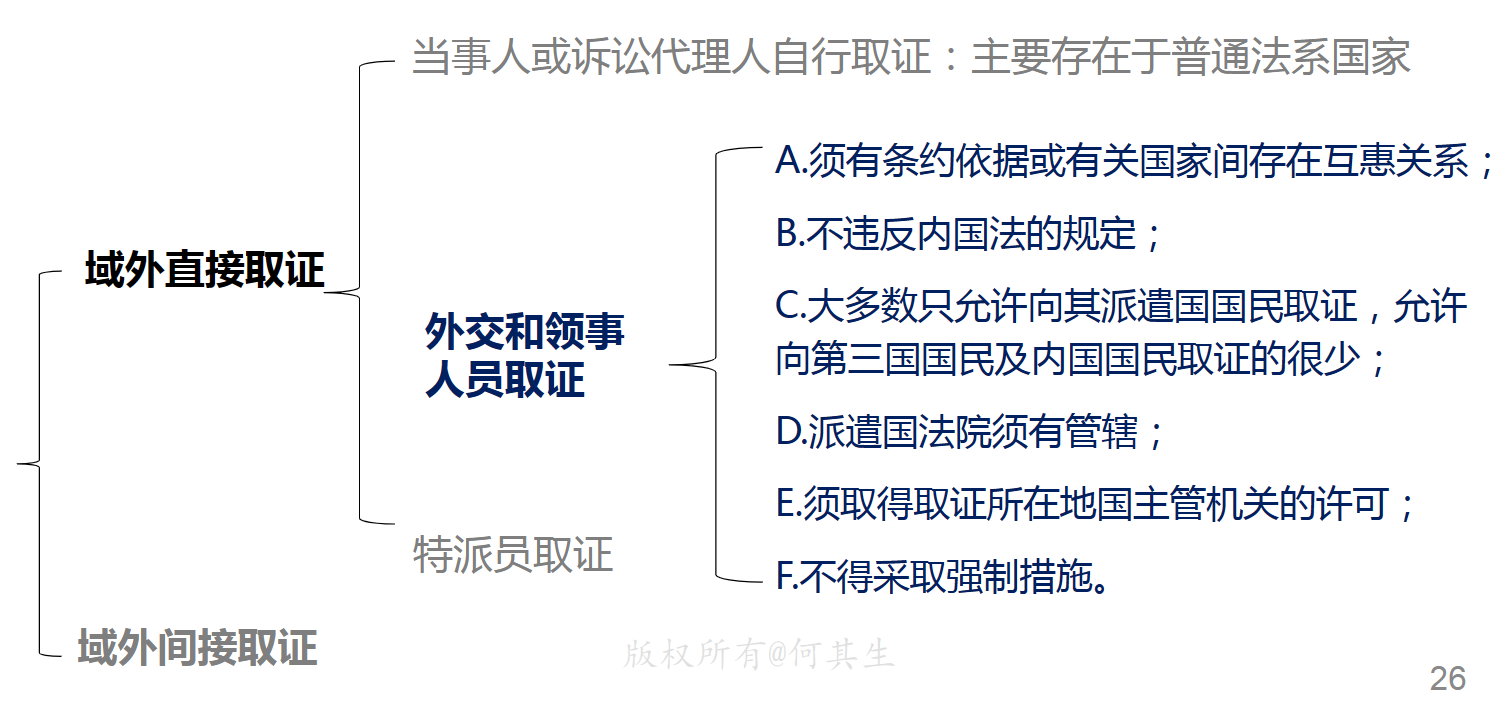 当事人或诉讼代理人自行取证：主要存在于普通法系国家
域外直接取证
外交和领事
人员取证
A.须有条约依据或有关国家间存在互惠关系；
B.不违反内国法的规定；
C.大多数只允许向其派遣国国民取证，允许
向第三国国民及内国国民取证的很少；
D.派遣国法院须有管辖；
E.须取得取证所在地国主管机关的许可；
F.不得采取强制措施。
特派员取证
域外间接取证
版权所有@何其生
26